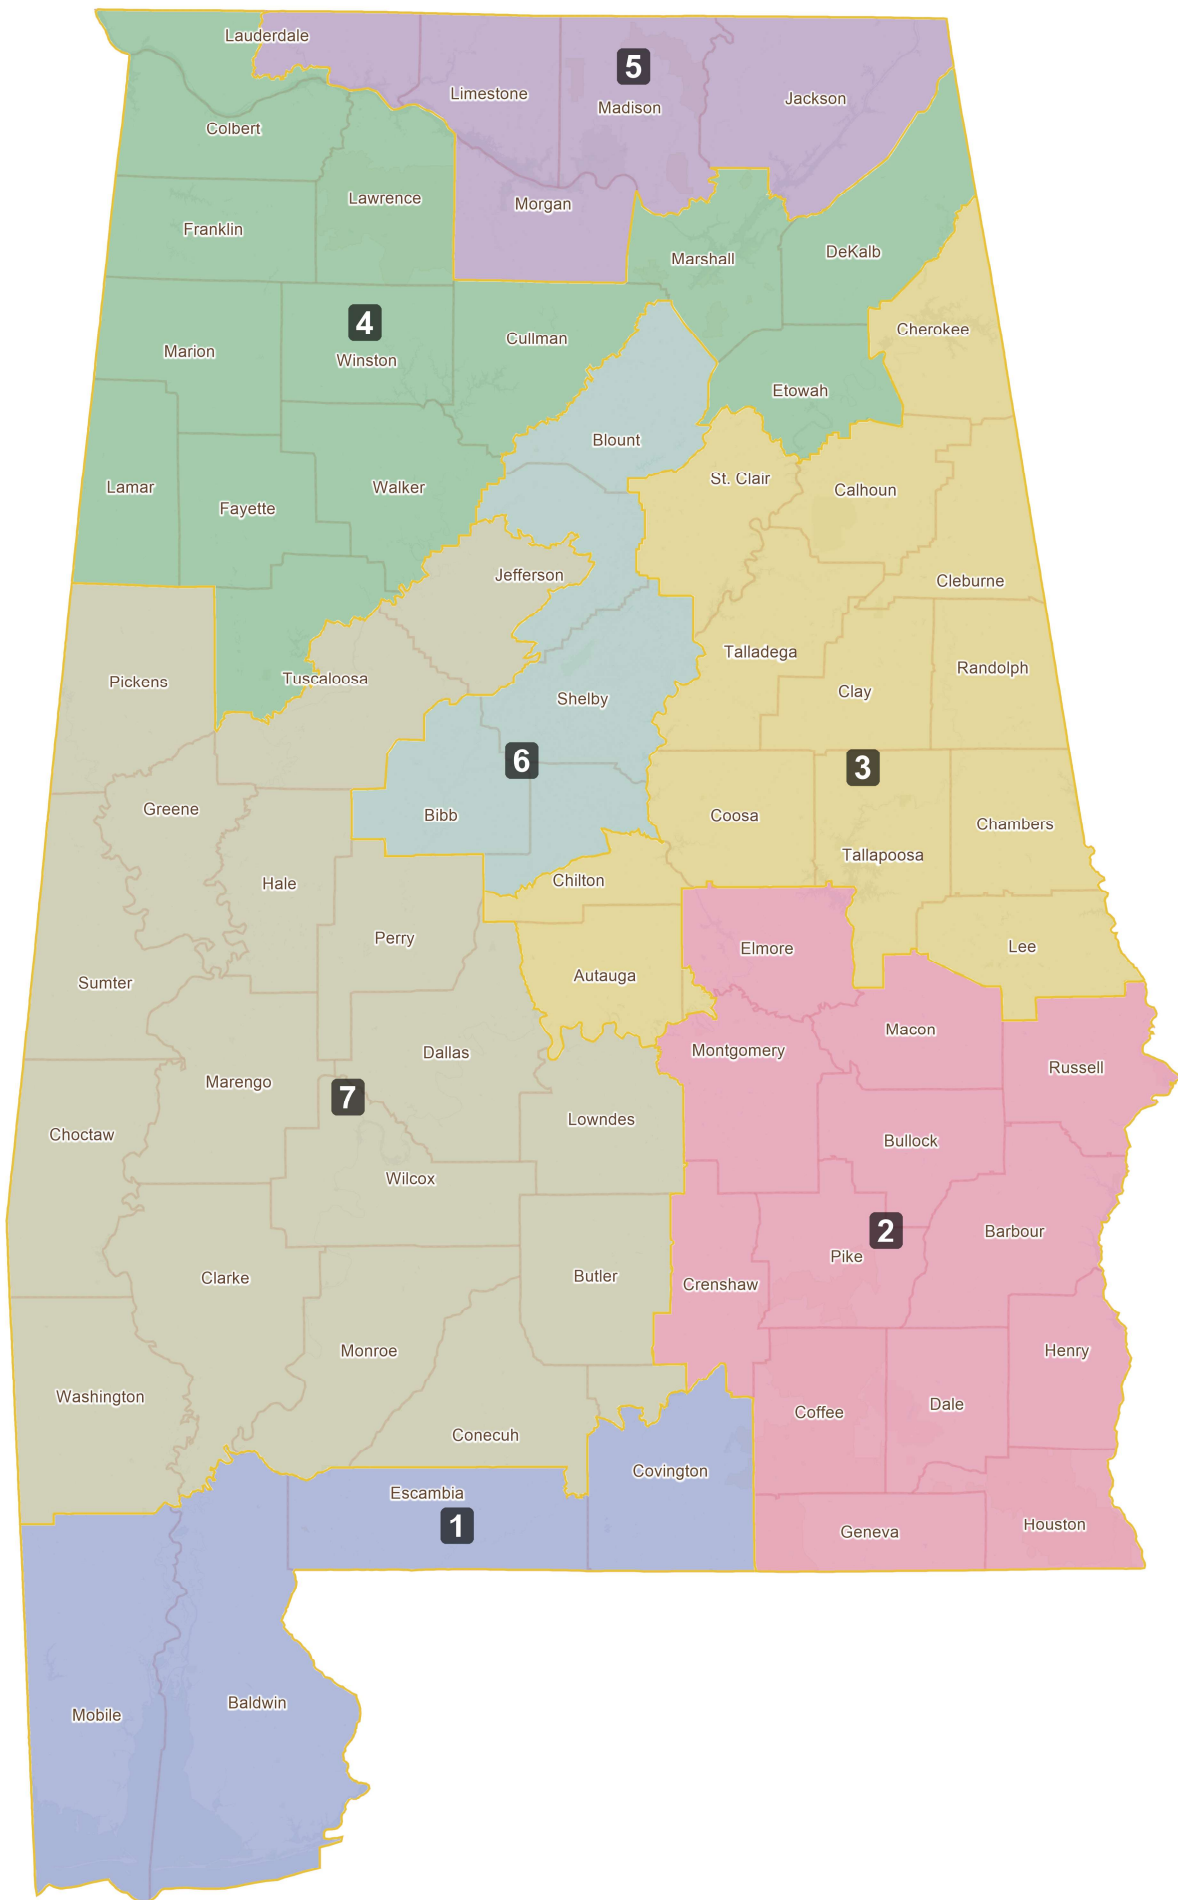 Lauderdale
5
Limestone
Madison
Jackson
Colbert
Lawrence
Morgan
Franklin
Marshall
DeKalb
4
Cherokee
Cullman
Marion
Winston
Etowah
Blount
St. Clair
Calhoun
Lamar
Walker
Fayette
Jefferson
Cleburne
Talladega
Randolph
Pickens
Tuscaloosa
Clay
Shelby
6
3
Greene
Bibb
Coosa
Chambers
Tallapoosa
Hale
Chilton
Perry
Elmore
Lee
Sumter
Autauga
Macon
Dallas
Montgomery
Russell
Marengo
7
Lowndes
Choctaw
Bullock
Wilcox
2
Barbour
Pike
Clarke
Butler
Crenshaw
Monroe
Henry
Washington
Dale
Coffee
Conecuh
Covington
Escambia
1
Geneva
Houston
Baldwin
Mobile